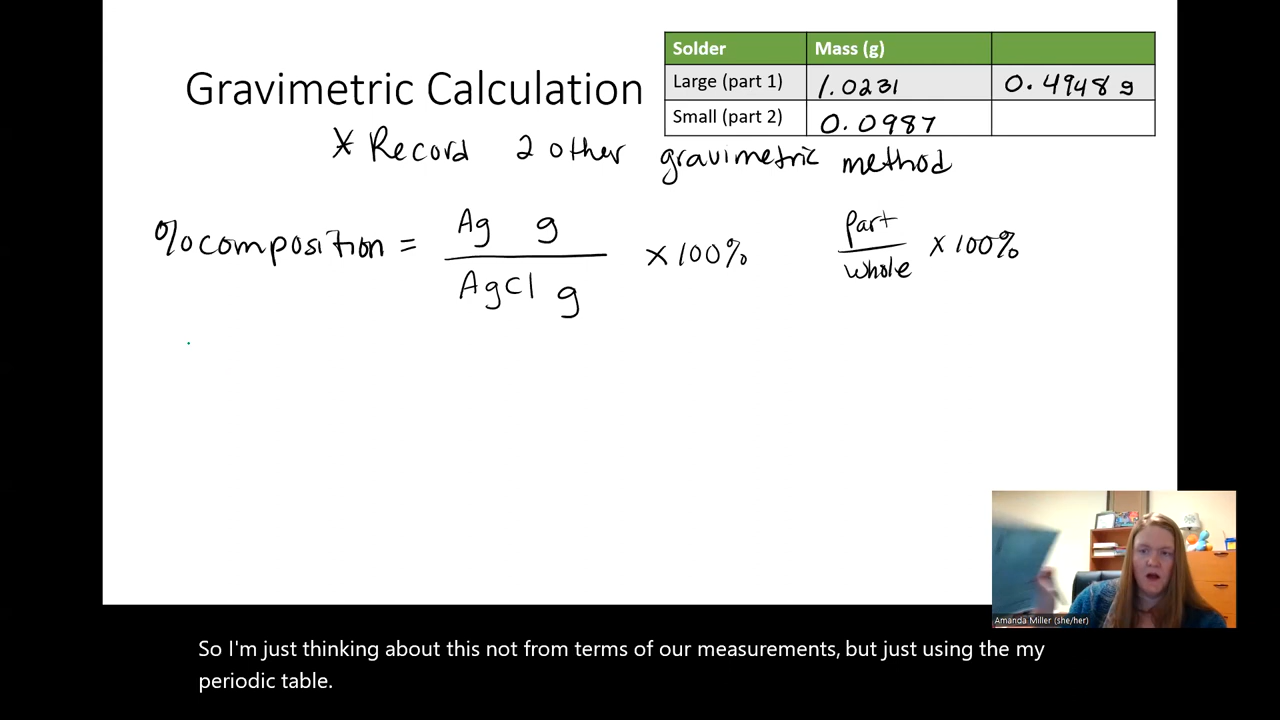 Solder Mass (g)
Gravimetric Calculation
Large (part 1) 1.0231 0.4948 g
Small (part 2) 0.0987
* Record 2 other gravimetric method
% composition = Ag g / AgCl g x 100%
part / whole x 100%
Amanda Miller (she/her)
So I'm just thinking about this not from terms of our measurements, but just using the my
periodic table.